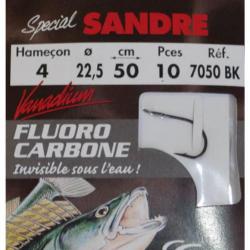 Special SANDRE
Hameçon ø cm Pces Réf.
4 22,5 50 10 7050 BK
Vanadium
FLUORO
CARBONE
Invisible sous l'eau !